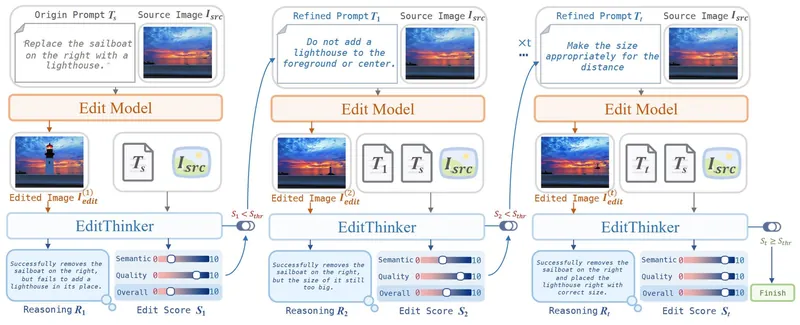 Origin Prompt Ts
Source Image Isrc
`Replace the sailboat
on the right with a
lighthouse.`
Edit Model
Ts
Isrc
Edited Image I(1)edit
S1 < Sthr
EditThinker
Successfully removes the
sailboat on the right,
but fails to add a
lighthouse in its place.
Semantic 0 10
Quality 0 10
Overall 0 10
Reasoning R1
Edit Score S1
Refined Prompt T1
Source Image Isrc
Do not add a
lighthouse to the
foreground or center.
Edit Model
T1
Ts
Isrc
Edited Image I(2)edit
S2 < Sthr
EditThinker
Successfully removes the
sailboat on the right,
but the size of it still
too big.
Semantic 0 10
Quality 0 10
Overall 0 10
Reasoning R2
Edit Score S2
×t
...
Refined Prompt Tt
Source Image Isrc
Make the size
appropriately for the
distance
Edit Model
Tt
Ts
Isrc
Edited Image I(t)edit
EditThinker
St ≥ Sthr
Successfully removes the
sailboat on the right
and placed the
lighthouse right with
correct size.
Semantic 0 10
Quality 0 10
Overall 0 10
Finish
Reasoning Rt
Edit Score St